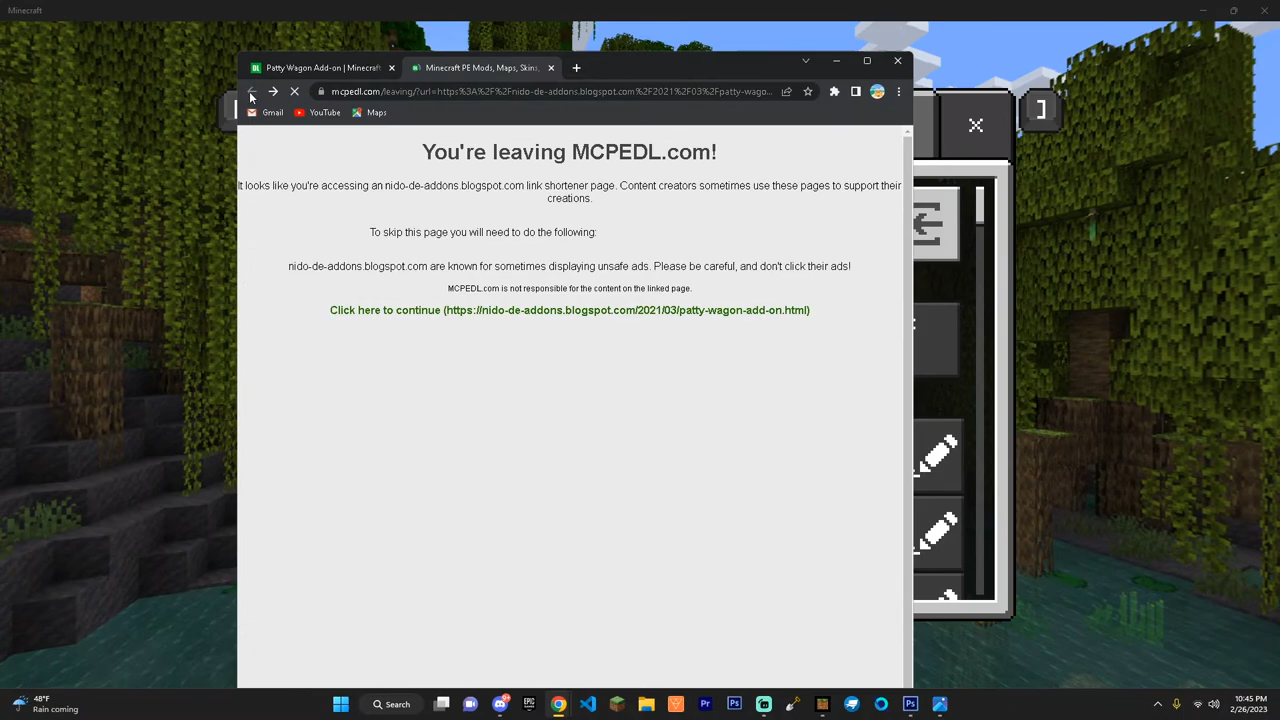 Minecraft
Patty Wagon Add-on | Minecraft
Minecraft PE Mods, Maps, Skins,
mcpedl.com/leaving/?url=https%3A%2F%2Fnido-de-addons.blogspot.com%2F2021%2F03%2Fpatty-wago...
Gmail YouTube Maps
You're leaving MCPEDL.com!
It looks like you're accessing an nido-de-addons.blogspot.com link shortener page. Content creators sometimes use these pages to support their
creations.
To skip this page you will need to do the following:
nido-de-addons.blogspot.com are known for sometimes displaying unsafe ads. Please be careful, and don't click their ads!
MCPEDL.com is not responsible for the content on the linked page.
Click here to continue (https://nido-de-addons.blogspot.com/2021/03/patty-wagon-add-on.html)
48°F
Rain coming
Search
EPIC
Pr
Ps
Ps
10:45 PM
2/26/2023